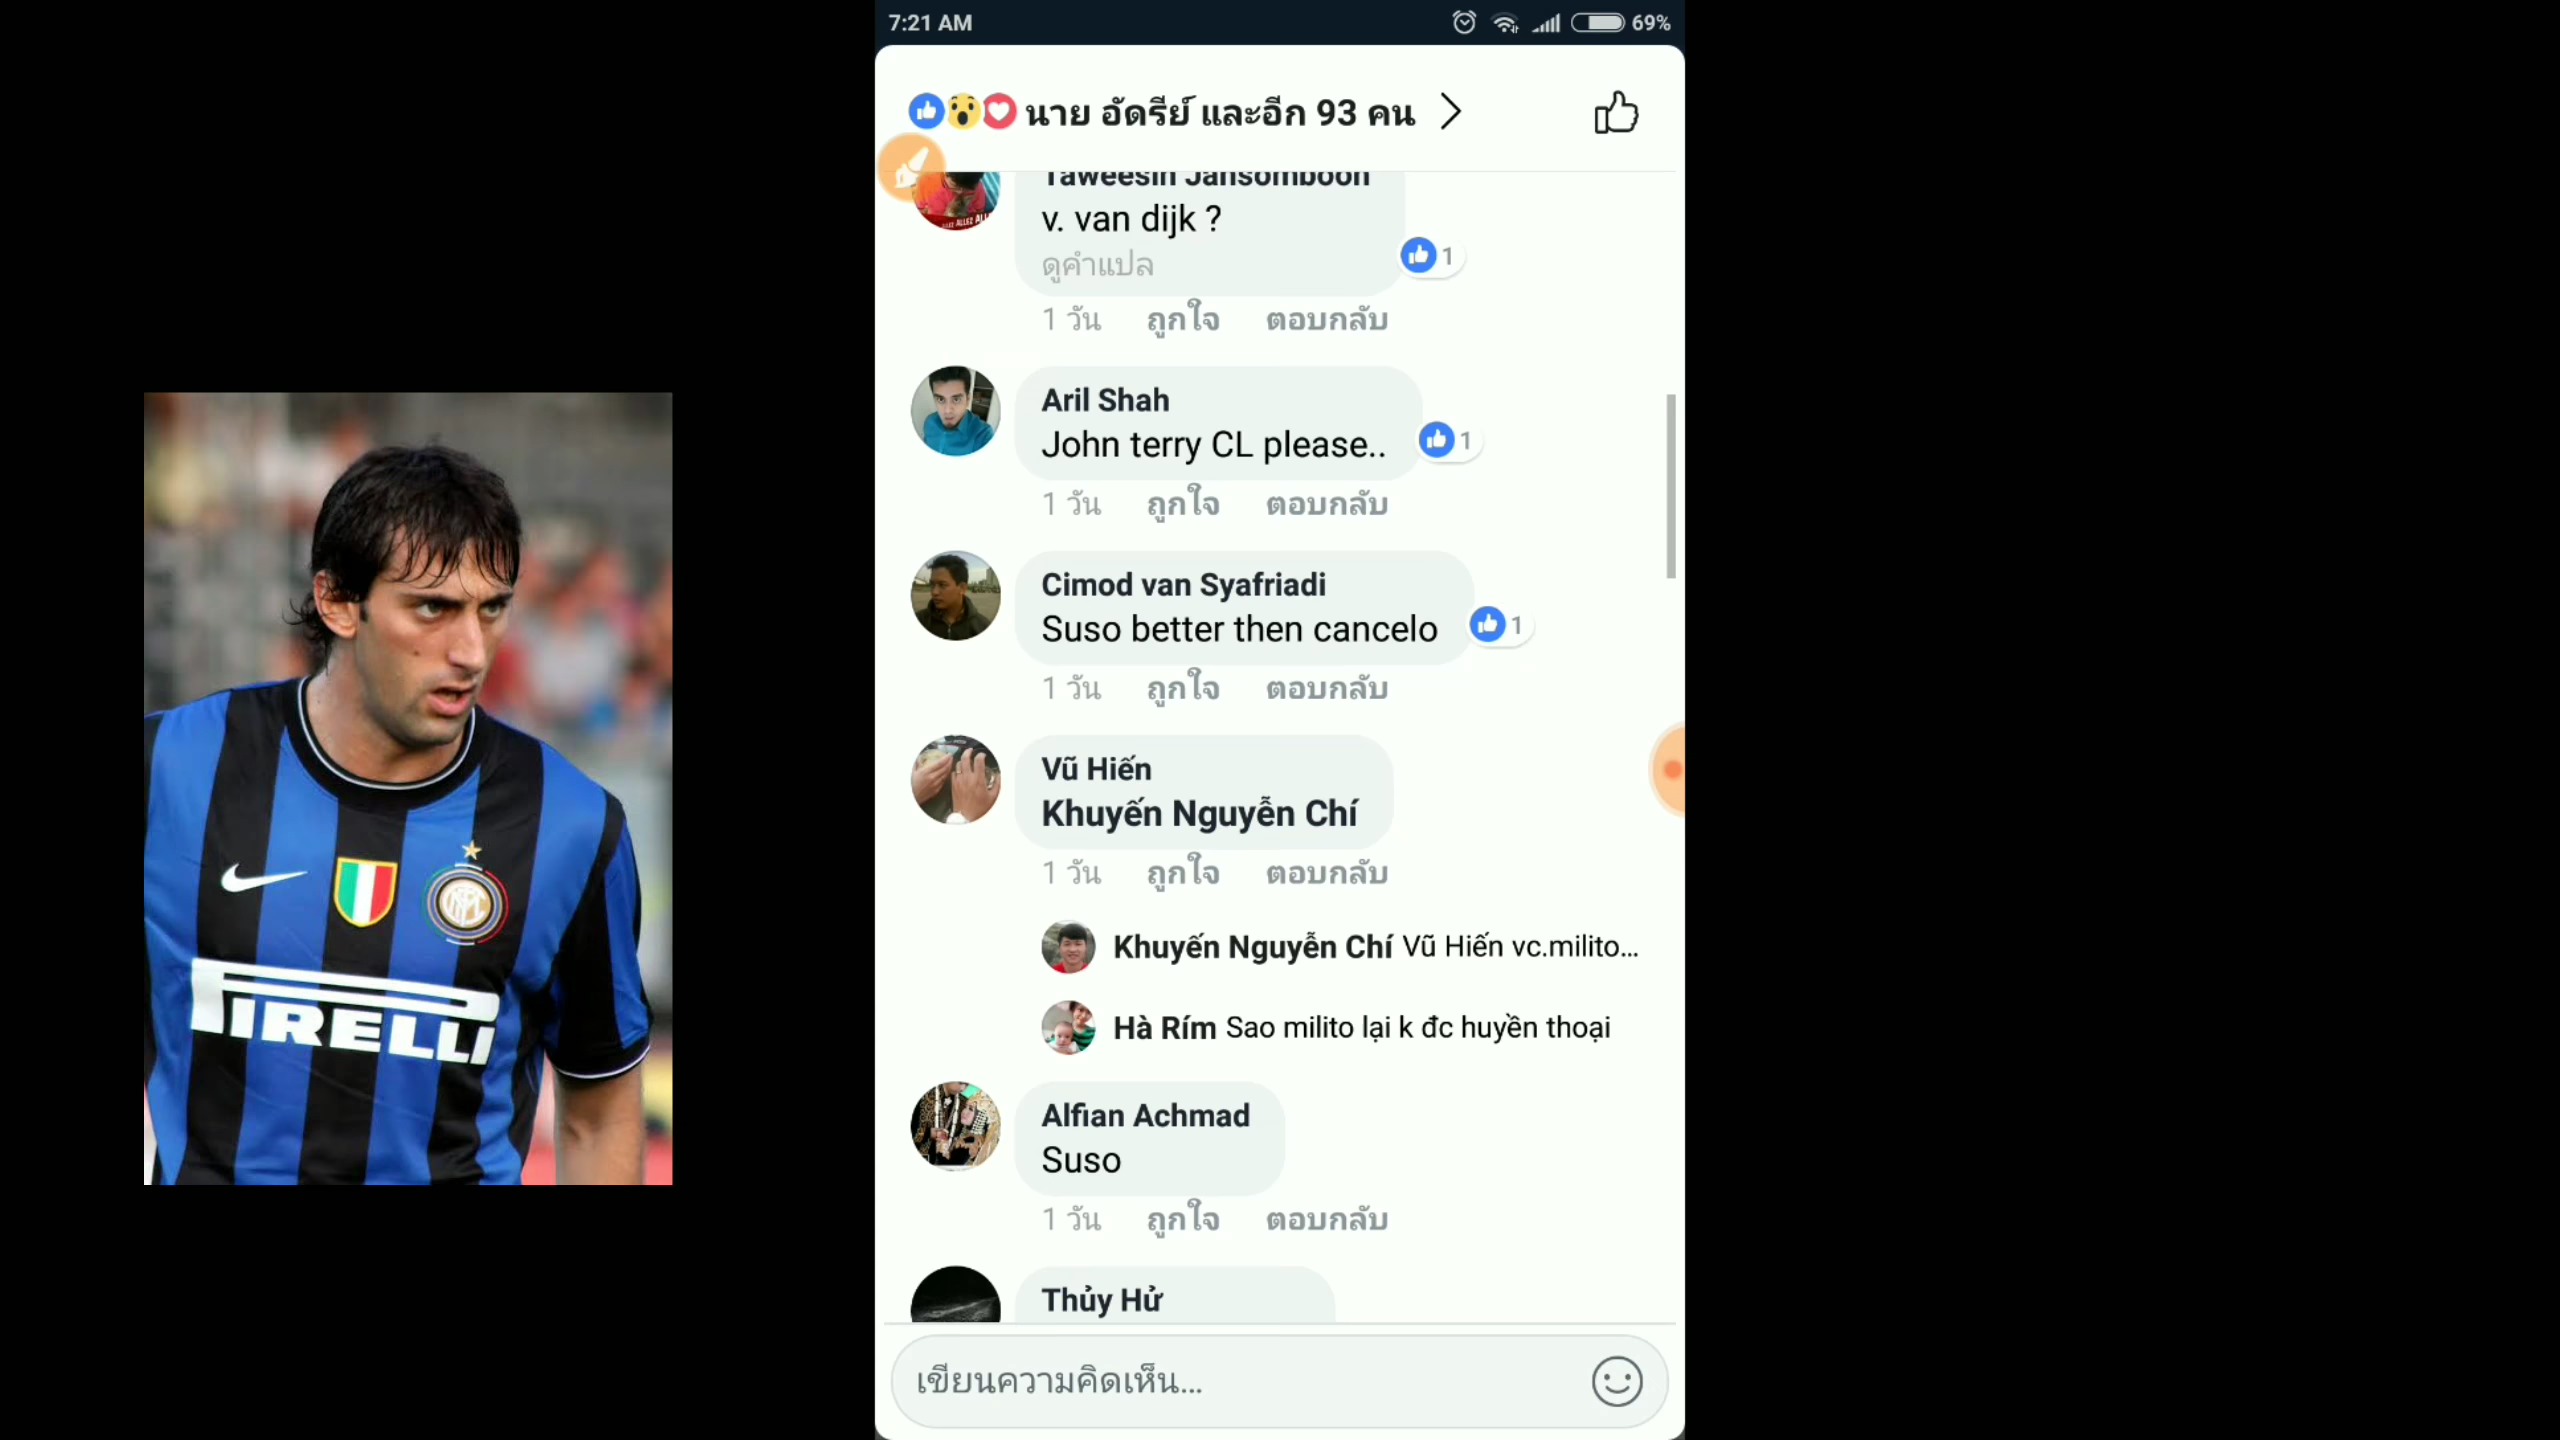 7:21 AM
69%
นาย อัดรีย์ และอีก 93 คน
Taweesin Jansomboon
v. van dijk ?
ดูคำแปล
1
1 วัน ถูกใจ ตอบกลับ
Aril Shah
John terry CL please..
1
1 วัน ถูกใจ ตอบกลับ
Cimod van Syafriadi
Suso better then cancelo
1
1 วัน ถูกใจ ตอบกลับ
Vũ Hiến
Khuyến Nguyễn Chí
1 วัน ถูกใจ ตอบกลับ
Khuyến Nguyễn Chí Vũ Hiến vc.milito...
Hà Rím Sao milito lại k đc huyền thoại
Alfian Achmad
Suso
1 วัน ถูกใจ ตอบกลับ
Thủy Hử
เขียนความคิดเห็น...
PIRELLI